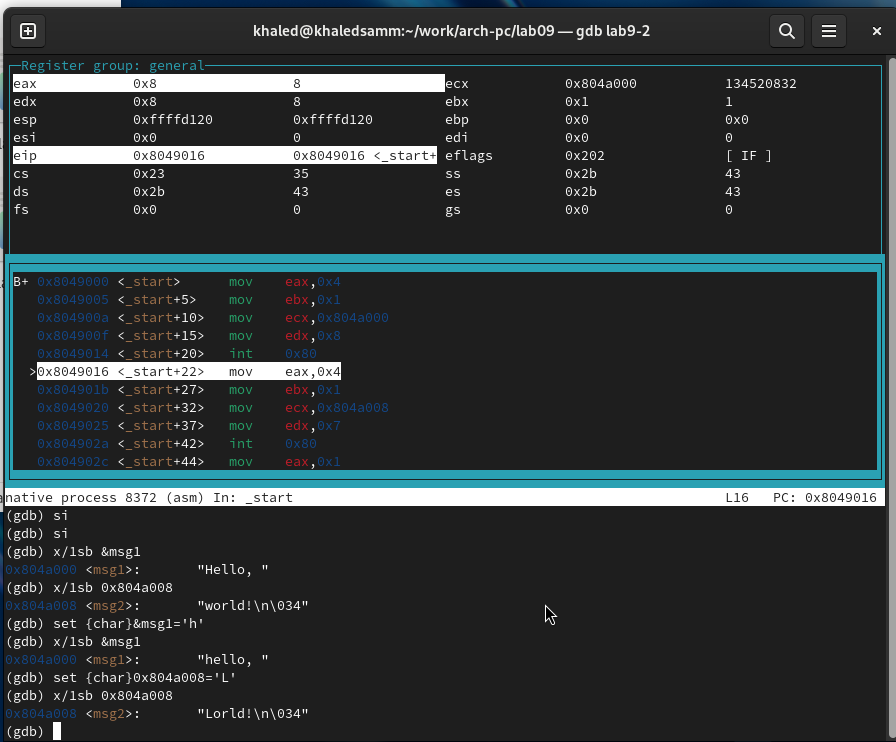 khaled@khaledsamm:~/work/arch-pc/lab09 — gdb lab9-2
Register group: general
eax 0x8 8 ecx 0x804a000 134520832
edx 0x8 8 ebx 0x1 1
esp 0xffffd120 0xffffd120 ebp 0x0 0x0
esi 0x0 0 edi 0x0 0
eip 0x8049016 0x8049016 <_start+ eflags 0x202 [ IF ]
cs 0x23 35 ss 0x2b 43
ds 0x2b 43 es 0x2b 43
fs 0x0 0 gs 0x0 0
B+ 0x8049000 <_start> mov eax,0x4
0x8049005 <_start+5> mov ebx,0x1
0x804900a <_start+10> mov ecx,0x804a000
0x804900f <_start+15> mov edx,0x8
0x8049014 <_start+20> int 0x80
>0x8049016 <_start+22> mov eax,0x4
0x804901b <_start+27> mov ebx,0x1
0x8049020 <_start+32> mov ecx,0x804a008
0x8049025 <_start+37> mov edx,0x7
0x804902a <_start+42> int 0x80
0x804902c <_start+44> mov eax,0x1
native process 8372 (asm) In: _start L16 PC: 0x8049016
(gdb) si
(gdb) si
(gdb) x/1sb &msg1
0x804a000 <msg1>: "Hello, "
(gdb) x/1sb 0x804a008
0x804a008 <msg2>: "world!\n\034"
(gdb) set {char}&msg1='h'
(gdb) x/1sb &msg1
0x804a000 <msg1>: "hello, "
(gdb) set {char}0x804a008='L'
(gdb) x/1sb 0x804a008
0x804a008 <msg2>: "Lorld!\n\034"
(gdb)